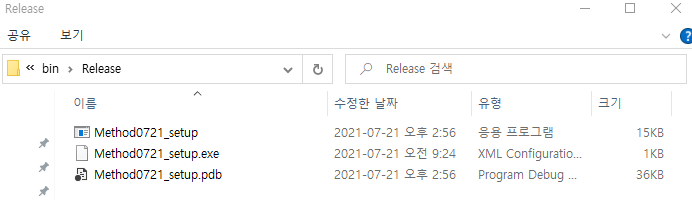 Release
공유 보기
« bin > Release Release 검색
이름 수정한 날짜 유형 크기
Method0721_setup 2021-07-21 오후 2:56 응용 프로그램 15KB
Method0721_setup.exe 2021-07-21 오전 9:24 XML Configuratio... 1KB
Method0721_setup.pdb 2021-07-21 오후 2:56 Program Debug ... 36KB